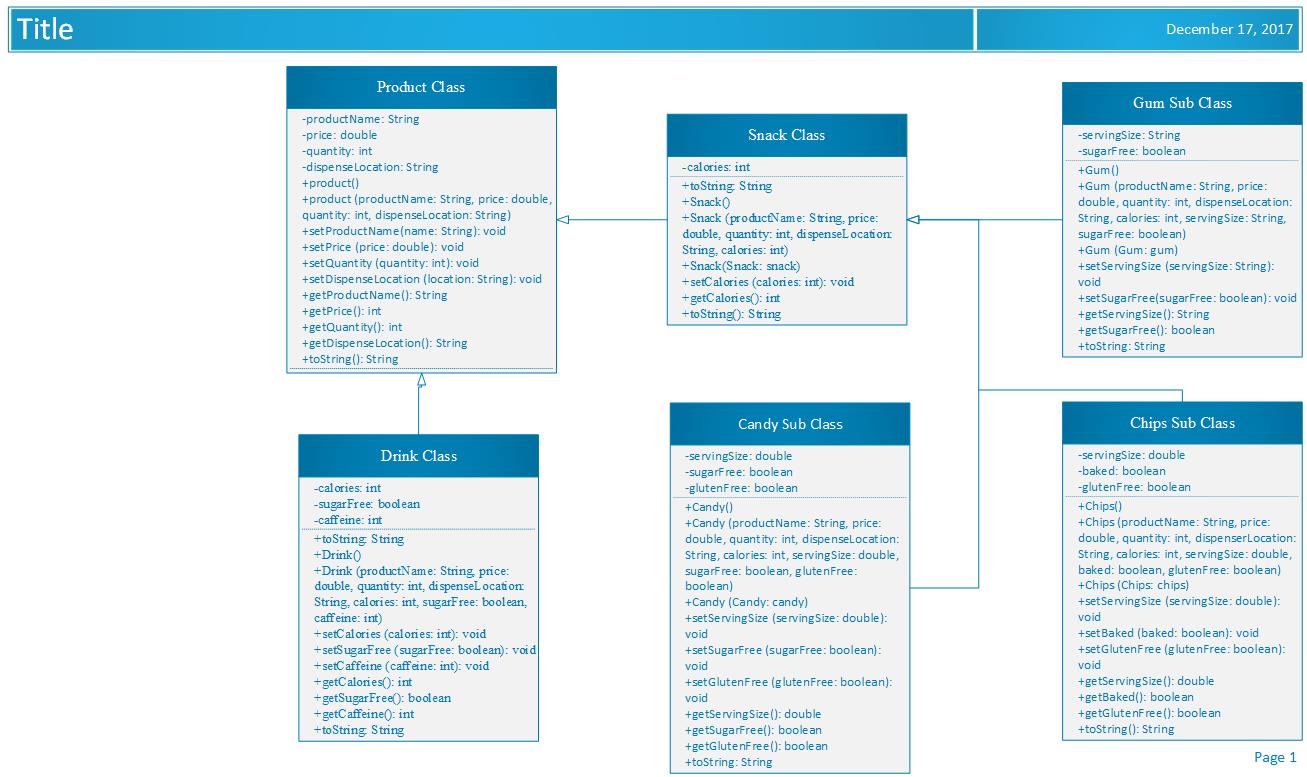 Title
December 17, 2017
Product Class
-productName: String
-price: double
-quantity: int
-dispenseLocation: String
+product()
+product (productName: String, price: double,
quantity: int, dispenseLocation: String)
+setProductName(name: String): void
+setPrice (price: double): void
+setQuantity (quantity: int): void
+setDispenseLocation (location: String): void
+getProductName(): String
+getPrice(): int
+getQuantity(): int
+getDispenseLocation(): String
+toString(): String
Snack Class
-calories: int
+toString: String
+Snack()
+Snack (productName: String, price:
double, quantity: int, dispenseLocation:
String, calories: int)
+Snack(Snack: snack)
+setCalories (calories: int): void
+getCalories(): int
+toString(): String
Gum Sub Class
-servingSize: String
-sugarFree: boolean
+Gum()
+Gum (productName: String, price:
double, quantity: int, dispenseLocation:
String, calories: int, servingSize: String,
sugarFree: boolean)
+Gum (Gum: gum)
+setServingSize (servingSize: String):
void
+setSugarFree(sugarFree: boolean): void
+getServingSize(): String
+getSugarFree(): boolean
+toString: String
Drink Class
-calories: int
-sugarFree: boolean
-caffeine: int
+toString: String
+Drink()
+Drink (productName: String, price:
double, quantity: int, dispenseLocation:
String, calories: int, sugarFree: boolean,
caffeine: int)
+setCalories (calories: int): void
+setSugarFree (sugarFree: boolean): void
+setCaffeine (caffeine: int): void
+getCalories(): int
+getSugarFree(): boolean
+getCaffeine(): int
+toString: String
Candy Sub Class
-servingSize: double
-sugarFree: boolean
-glutenFree: boolean
+Candy()
+Candy (productName: String, price:
double, quantity: int, dispenseLocation:
String, calories: int, servingSize: double,
sugarFree: boolean, glutenFree:
boolean)
+Candy (Candy: candy)
+setServingSize (servingSize: double):
void
+setSugarFree (sugarFree: boolean):
void
+setGlutenFree (glutenFree: boolean):
void
+getServingSize(): double
+getSugarFree(): boolean
+getGlutenFree(): boolean
+toString: String
Chips Sub Class
-servingSize: double
-baked: boolean
-glutenFree: boolean
+Chips()
+Chips (productName: String, price:
double, quantity: int, dispenserLocation:
String, calories: int, servingSize: double,
baked: boolean, glutenFree: boolean)
+Chips (Chips: chips)
+setServingSize (servingSize: double):
void
+setBaked (baked: boolean): void
+setGlutenFree (glutenFree: boolean):
void
+getServingSize(): double
+getBaked(): boolean
+getGlutenFree(): boolean
+toString(): String
Page 1